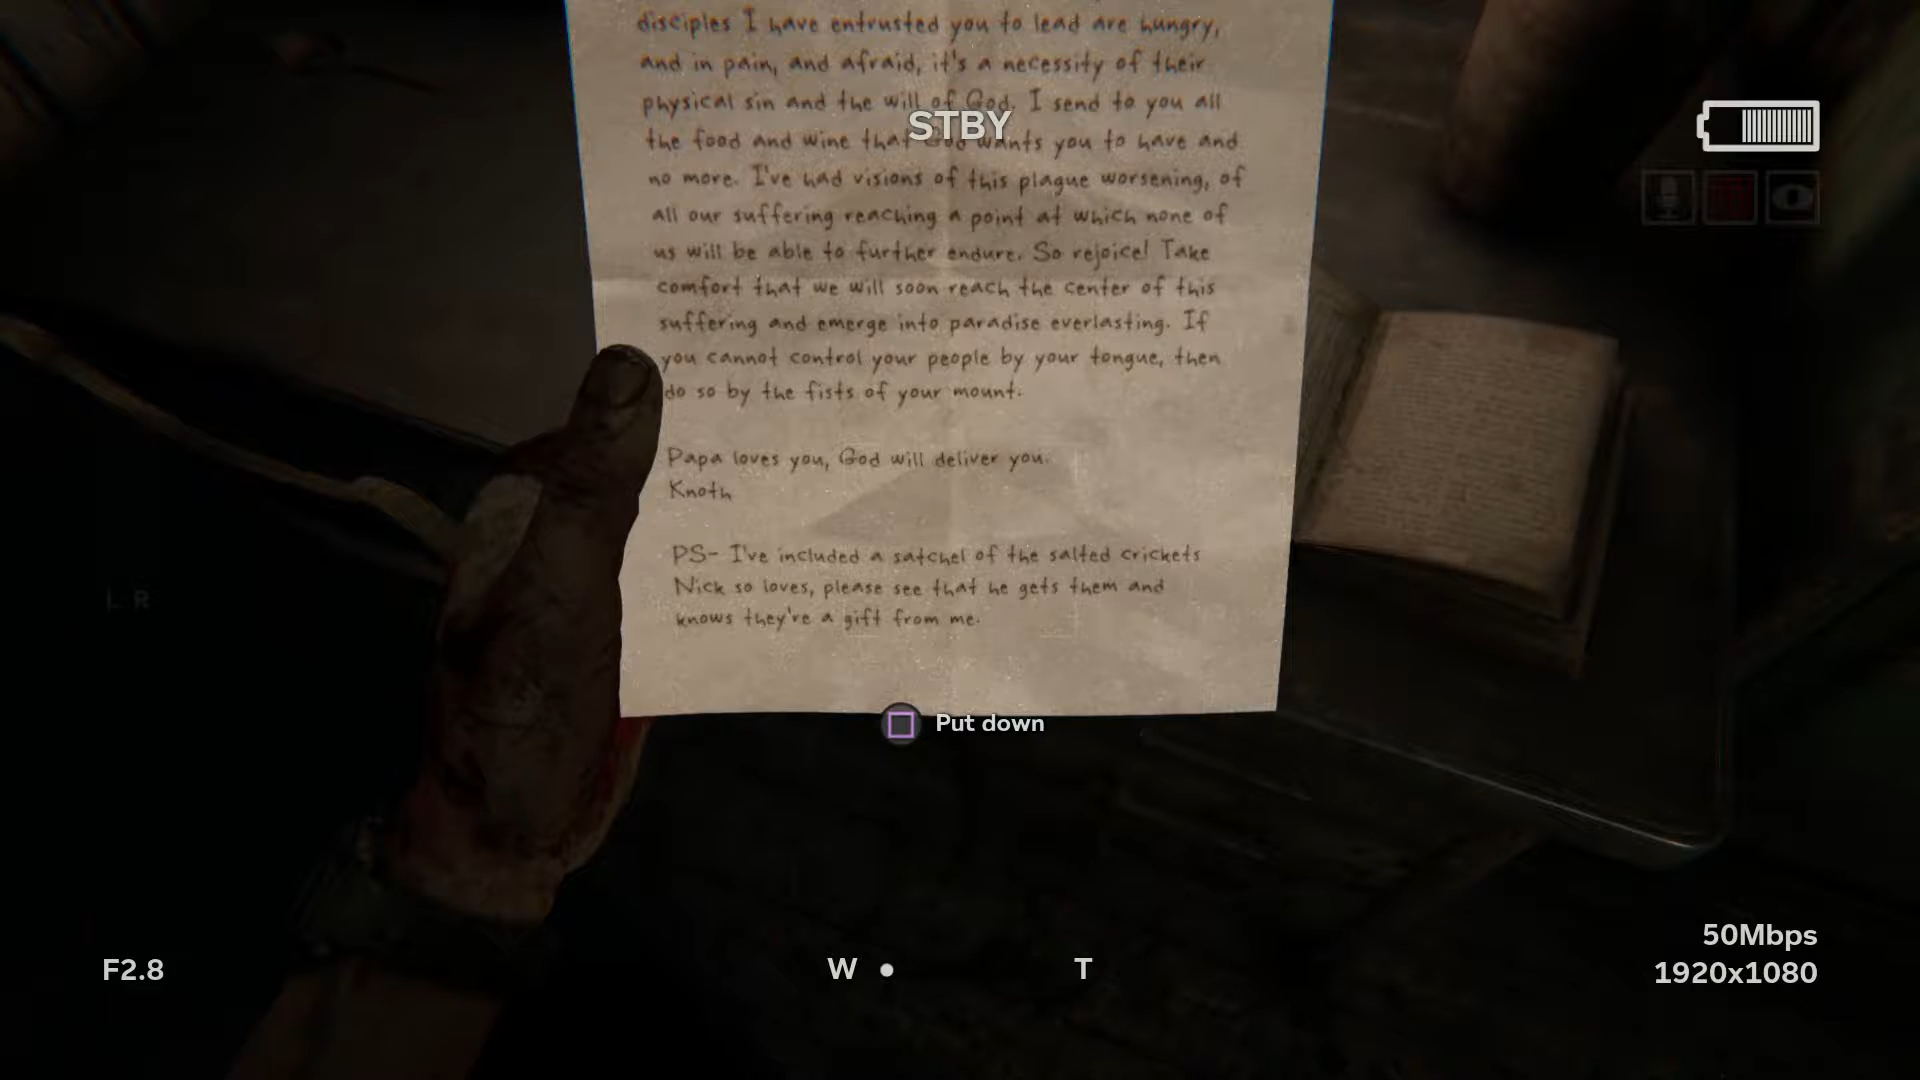 disciples I have entrusted you to lead are hungry,
and in pain, and afraid, it's a necessity of their
physical sin and the will of God. I send to you all
STBY
the food and wine that God wants you to have and
no more. I've had visions of this plague worsening, of
all our suffering reaching a point at which none of
us will be able to further endure. So rejoice! Take
comfort that we will soon reach the center of this
suffering and emerge into paradise everlasting. If
you cannot control your people by your tongue, then
do so by the fists of your mount.
Papa loves you, God will deliver you.
Knoth
PS- I've included a satchel of the salted crickets
Nick so loves, please see that he gets them and
knows they're a gift from me.
L R
Put down
50Mbps
F2.8
W T
1920x1080